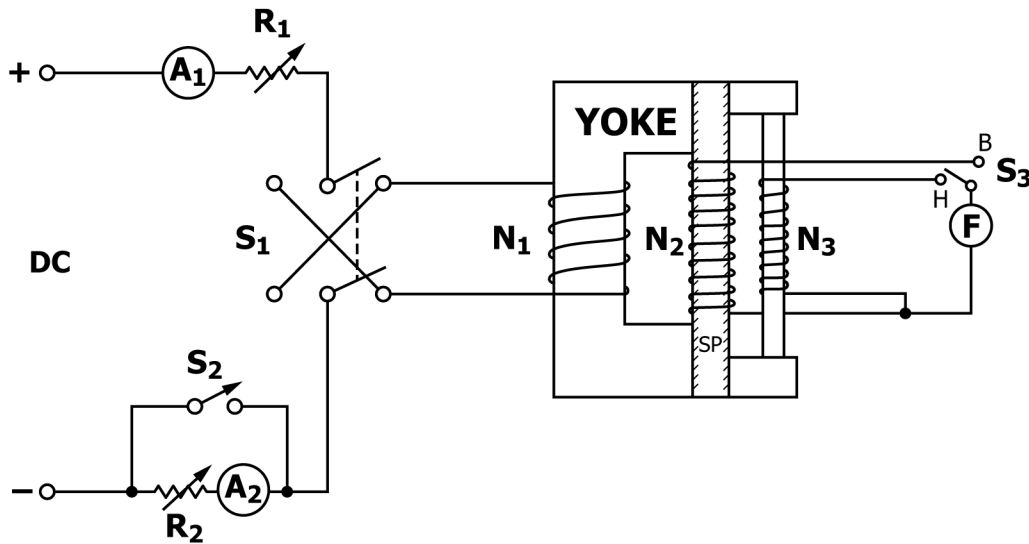 R1
+
A1
YOKE
B
S3
H
F
S1
N1
N2
N3
DC
SP
S2
−
A2
R2